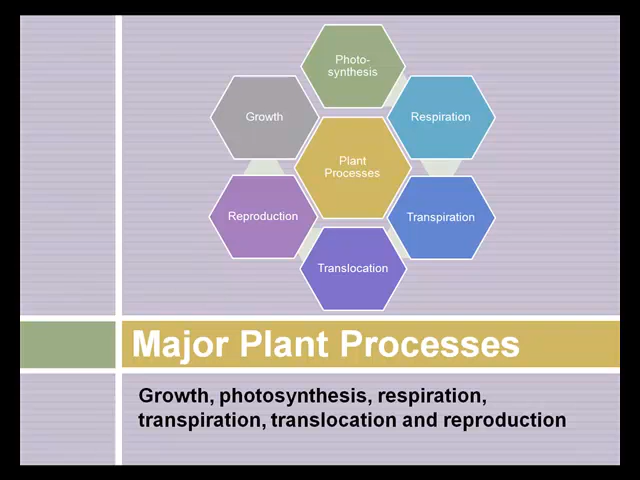 Photo-
synthesis
Growth
Respiration
Plant
Processes
Reproduction
Transpiration
Translocation
Major Plant Processes
Growth, photosynthesis, respiration,
transpiration, translocation and reproduction